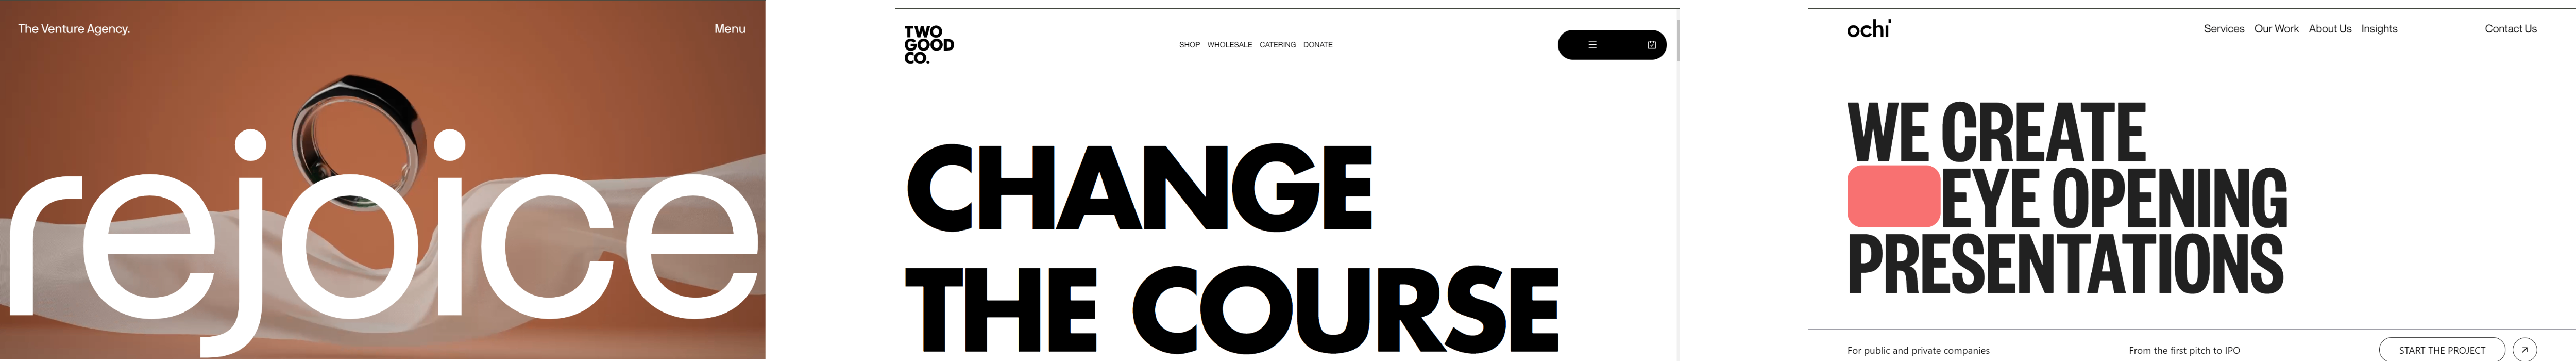 The Venture Agency.
Menu
rejoice
TWO
GOOD
CO.
SHOP WHOLESALE CATERING DONATE
CHANGE
THE COURSE
ochi
Services Our Work About Us Insights Contact Us
WE CREATE
EYE OPENING
PRESENTATIONS
For public and private companies
From the first pitch to IPO
START THE PROJECT